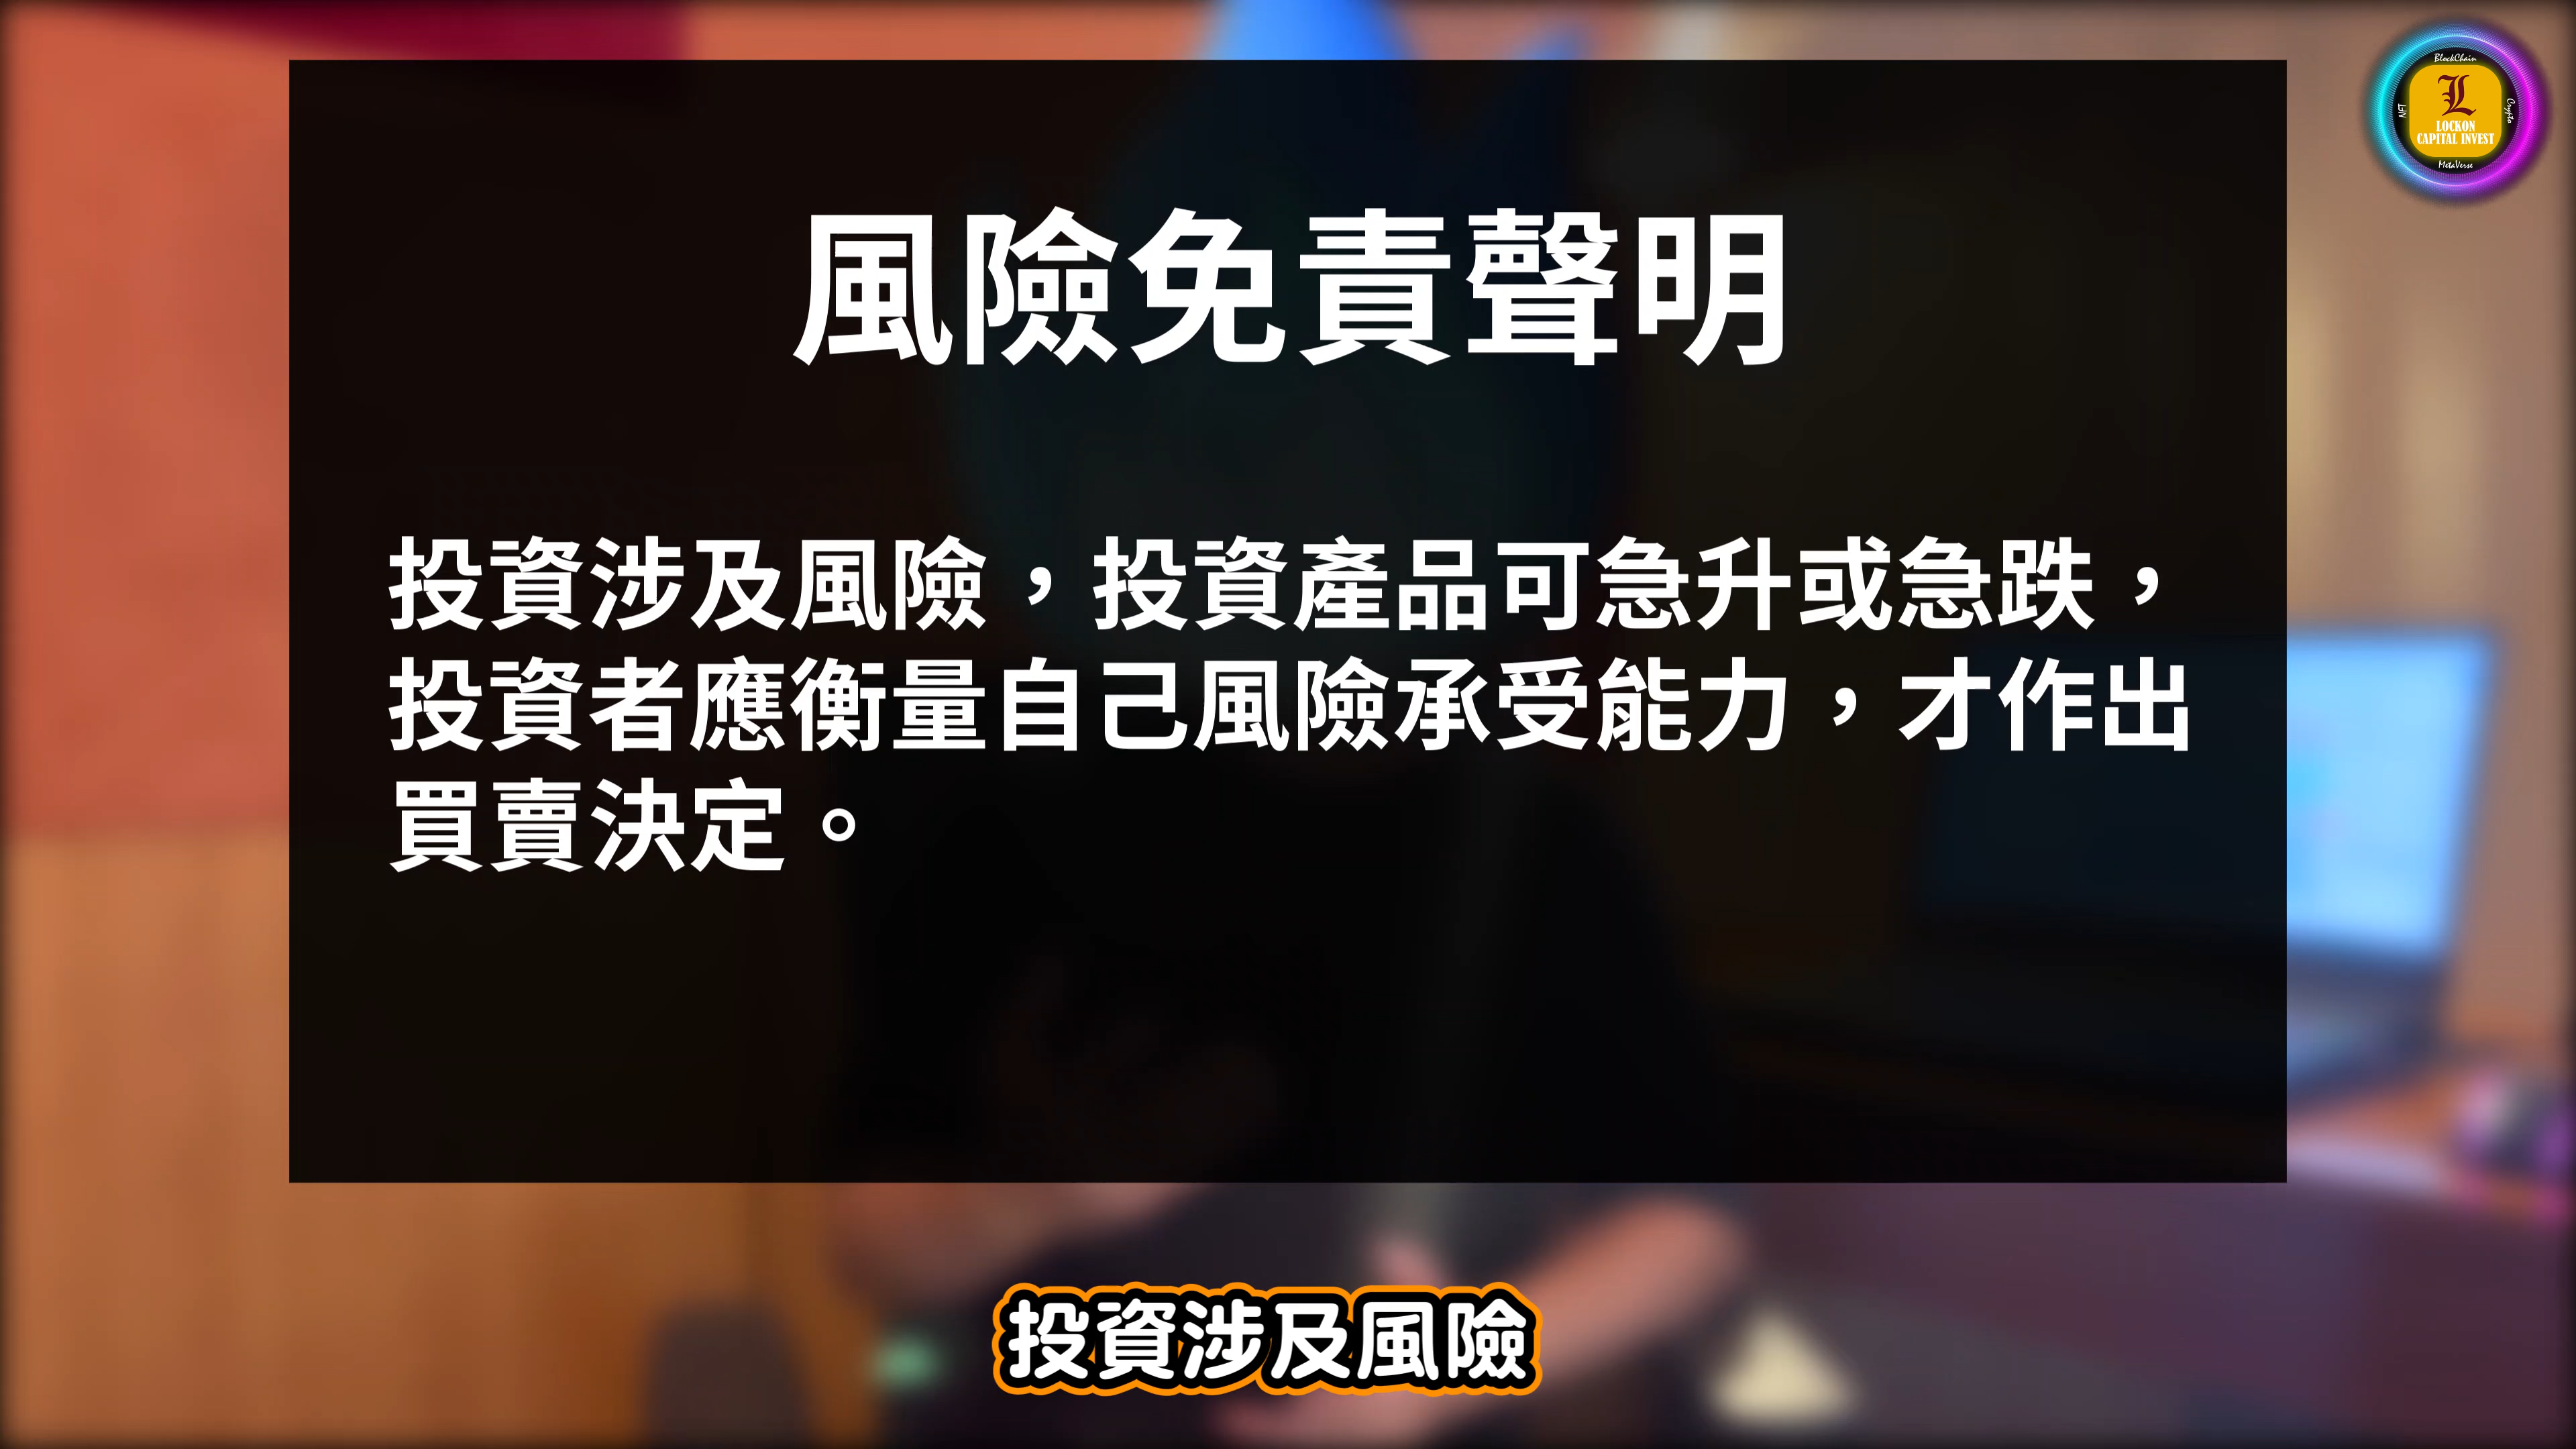 BlockChain
NFT
Crypto
L
LOCKON
CAPITAL INVEST
MetaVerse
風險免責聲明
投資涉及風險，投資產品可急升或急跌，
投資者應衡量自己風險承受能力，才作出
買賣決定。
投資涉及風險